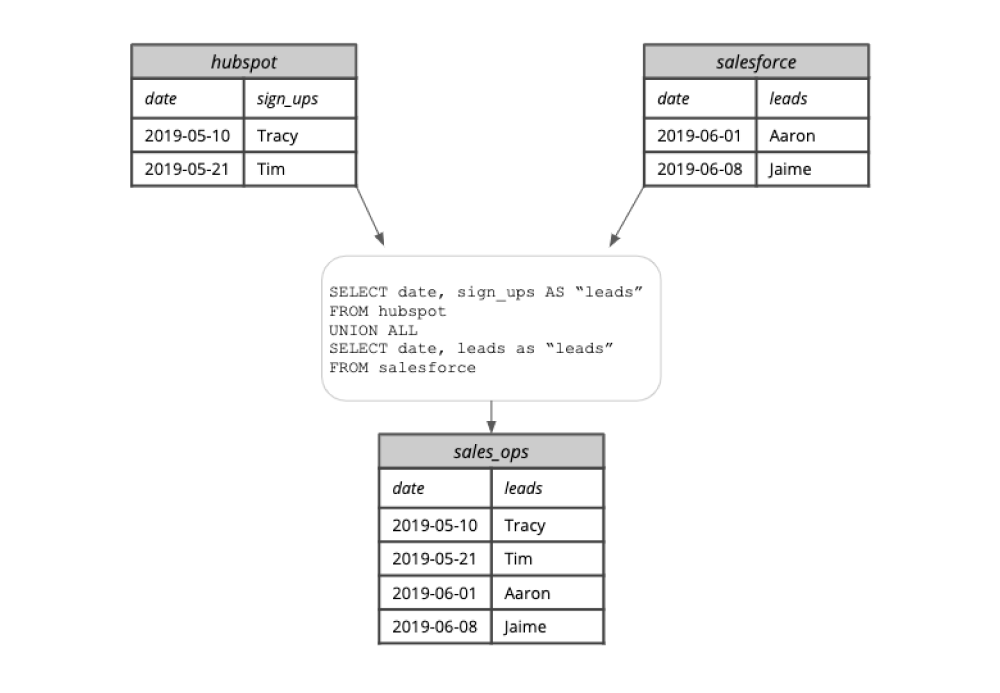 hubspot
date sign_ups
2019-05-10 Tracy
2019-05-21 Tim
salesforce
date leads
2019-06-01 Aaron
2019-06-08 Jaime
SELECT date, sign_ups AS “leads”
FROM hubspot
UNION ALL
SELECT date, leads as “leads”
FROM salesforce
sales_ops
date leads
2019-05-10 Tracy
2019-05-21 Tim
2019-06-01 Aaron
2019-06-08 Jaime